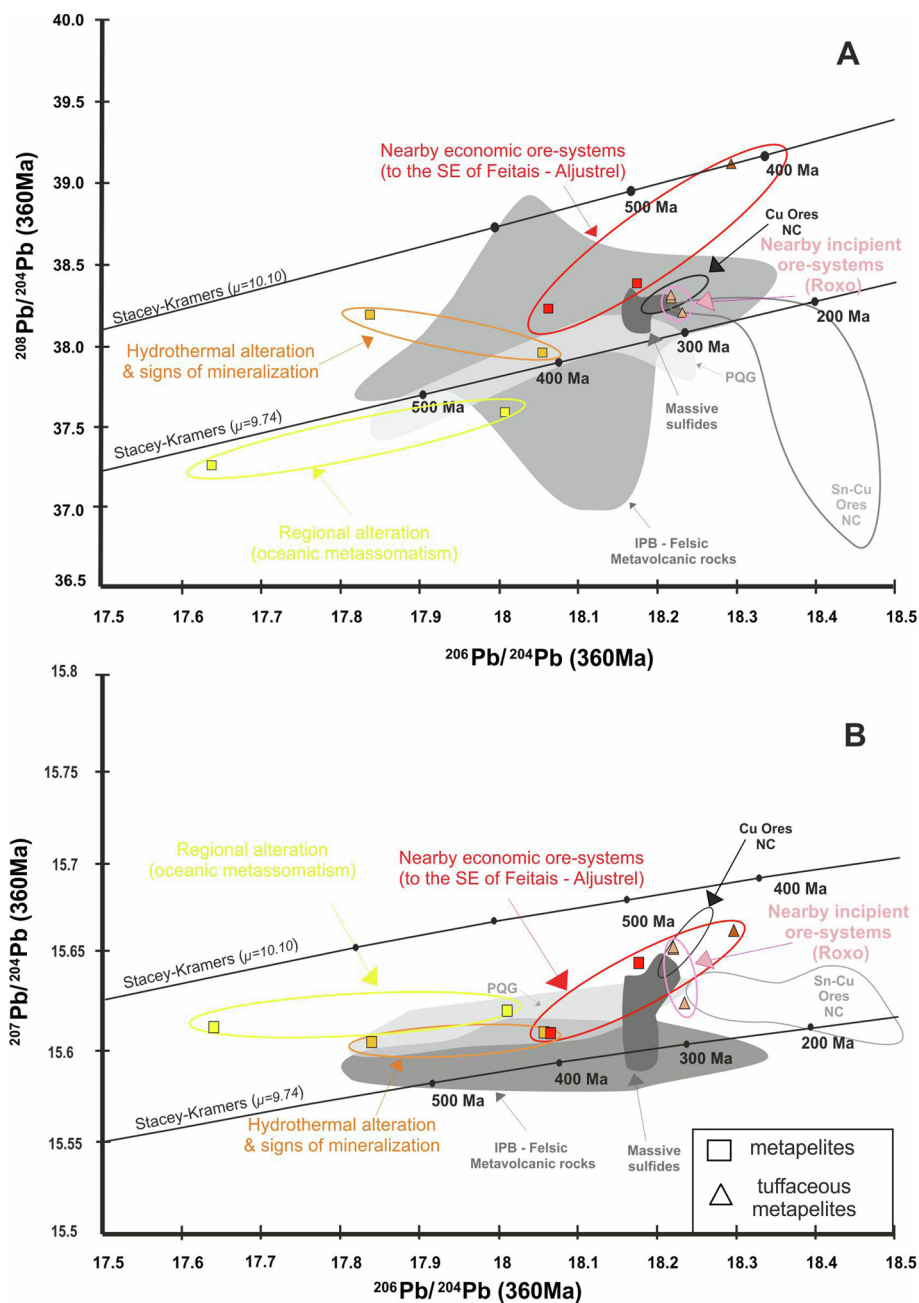 40.0
A
39.5
Nearby economic ore-systems
(to the SE of Feitais - Aljustrel)
39.0
400 Ma
500 Ma
Cu Ores
NC
38.5
Nearby incipient
ore-systems
(Roxo)
Stacey-Kramers (μ=10.10)
200 Ma
38.0
300 Ma
Hydrothermal alteration
& signs of mineralization
400 Ma
PQG
500 Ma
Massive
sulfides
37.5
Stacey-Kramers (μ=9.74)
Sn-Cu
Ores
NC
37.0
Regional alteration
(oceanic metassomatism)
IPB - Felsic
Metavolcanic rocks
36.5
208Pb/204Pb (360Ma)
17.5 17.6 17.7 17.8 17.9 18 18.1 18.2 18.3 18.4 18.5
206Pb/204Pb (360Ma)
15.8
B
15.75
Cu Ores
NC
Regional alteration
(oceanic metassomatism)
Nearby economic ore-systems
(to the SE of Feitais - Aljustrel)
15.7
400 Ma
500 Ma
Nearby incipient
ore-systems
(Roxo)
Stacey-Kramers (μ=10.10)
15.65
PQG
Sn-Cu
Ores
NC
15.6
200 Ma
300 Ma
400 Ma
500 Ma
Stacey-Kramers (μ=9.74)
15.55
Hydrothermal alteration
& signs of mineralization
IPB - Felsic
Metavolcanic rocks
Massive
sulfides
metapelites
tuffaceous
metapelites
15.5
207Pb/204Pb (360Ma)
17.5 17.6 17.7 17.8 17.9 18 18.1 18.2 18.3 18.4 18.5
206Pb/204Pb (360Ma)